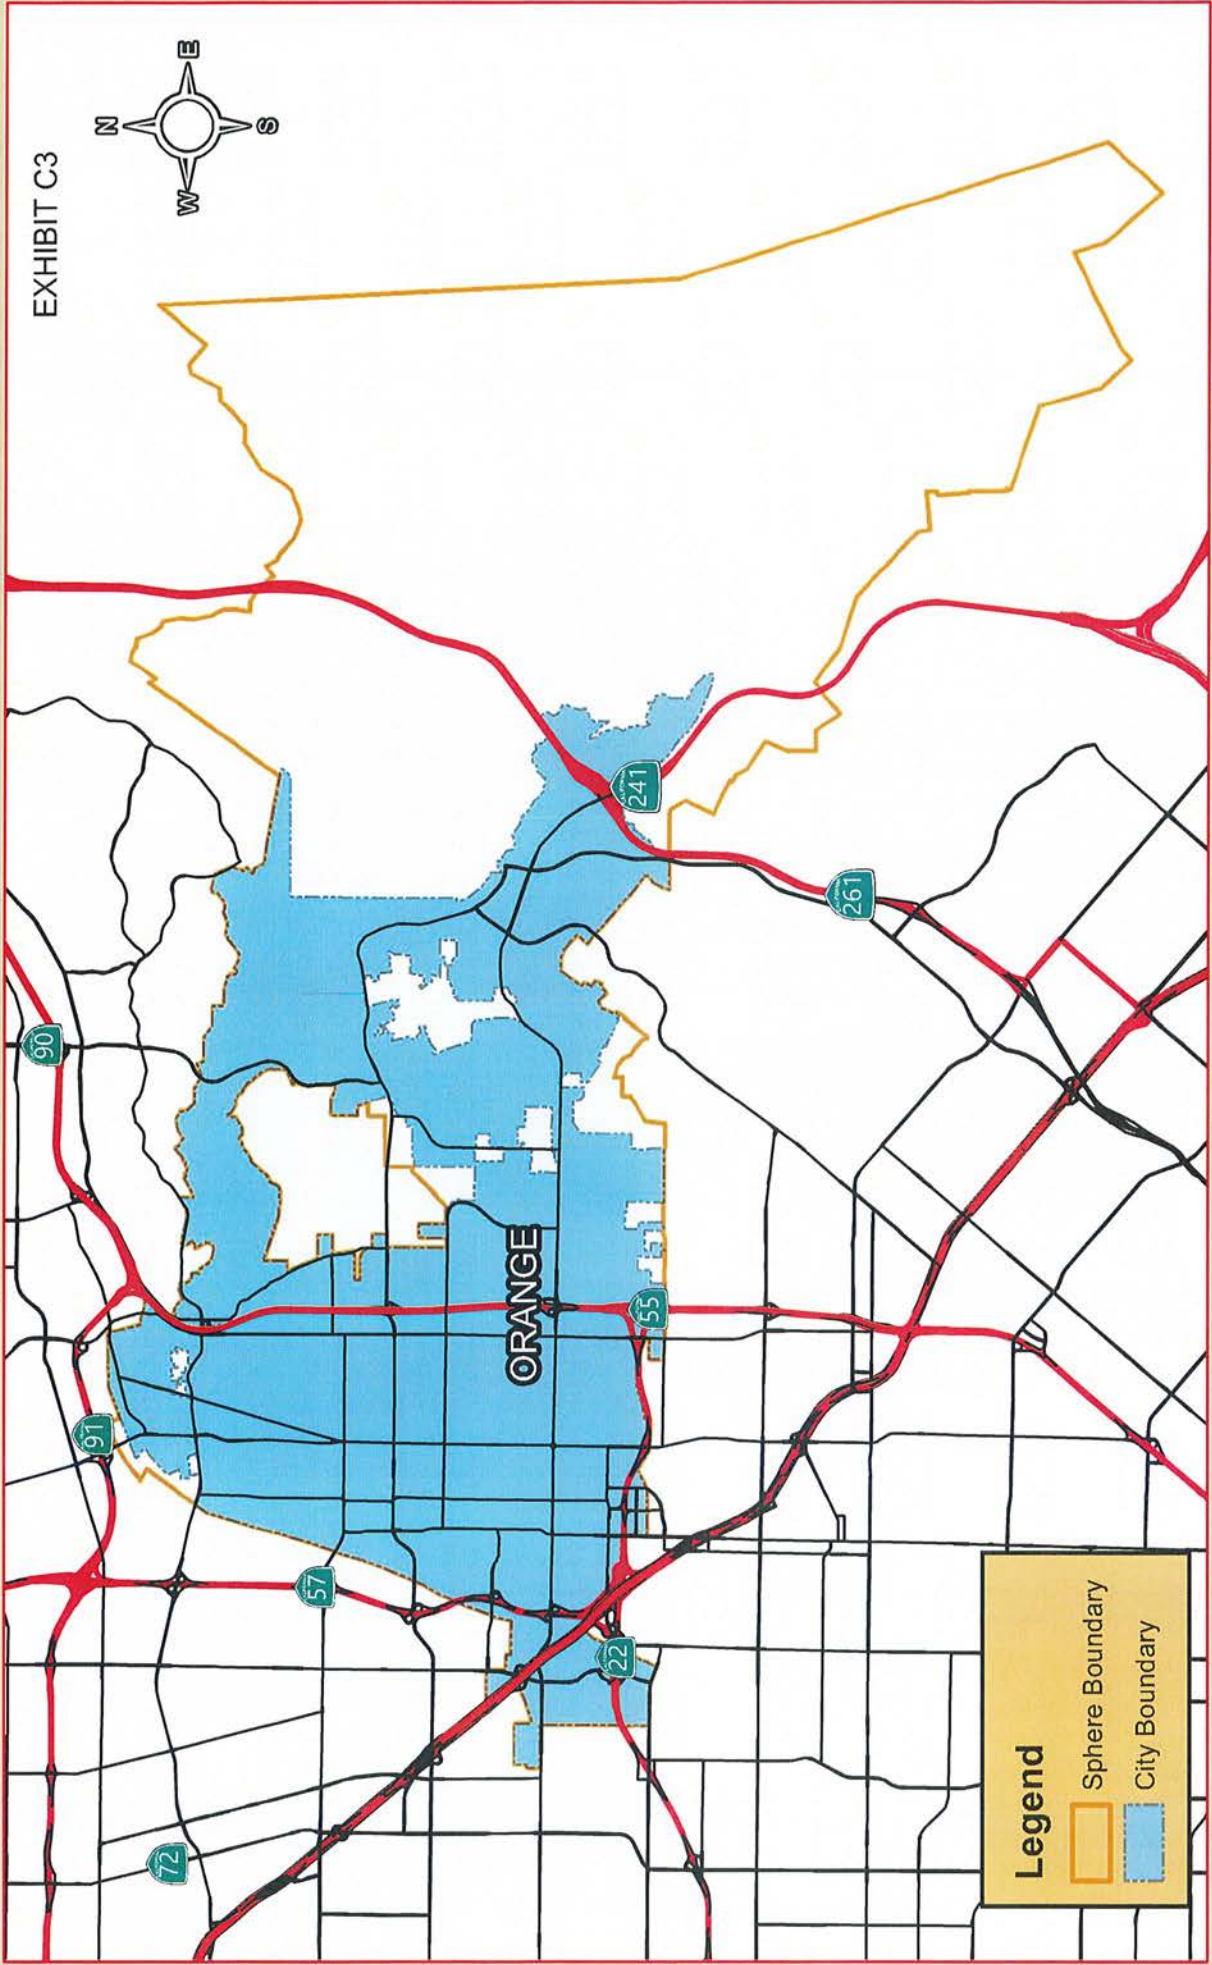 EXHIBIT C3
N
W
E
S
90
91
241
261
57
ORANGE
55
22
72
Legend
Sphere Boundary
City Boundary